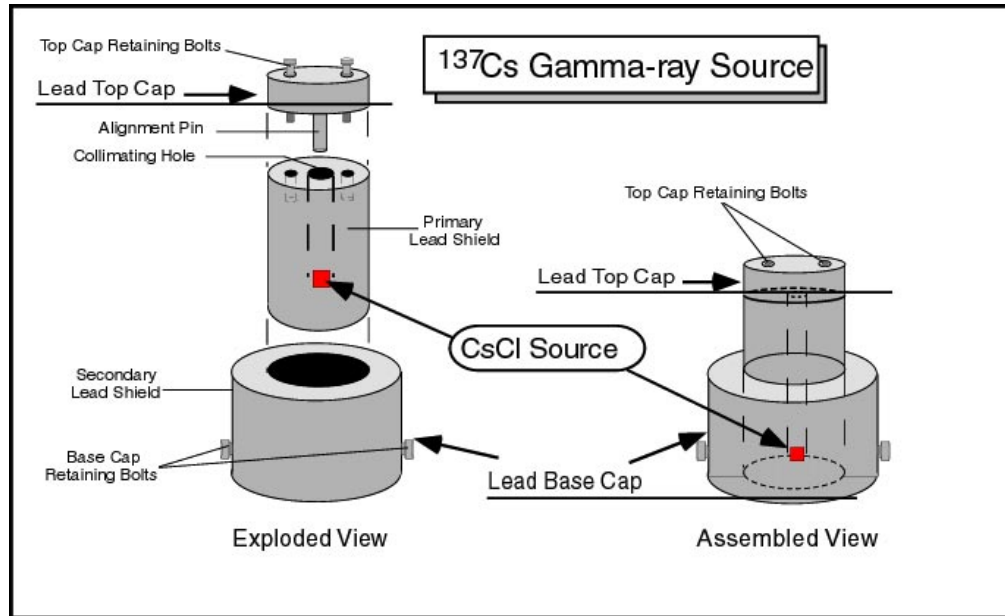 Top Cap Retaining Bolts
¹³⁷Cs Gamma-ray Source
Lead Top Cap
Alignment Pin
Collimating Hole
Primary
Lead Shield
Top Cap Retaining Bolts
Lead Top Cap
CsCl Source
Secondary
Lead Shield
Base Cap
Retaining Bolts
Lead Base Cap
Exploded View
Assembled View